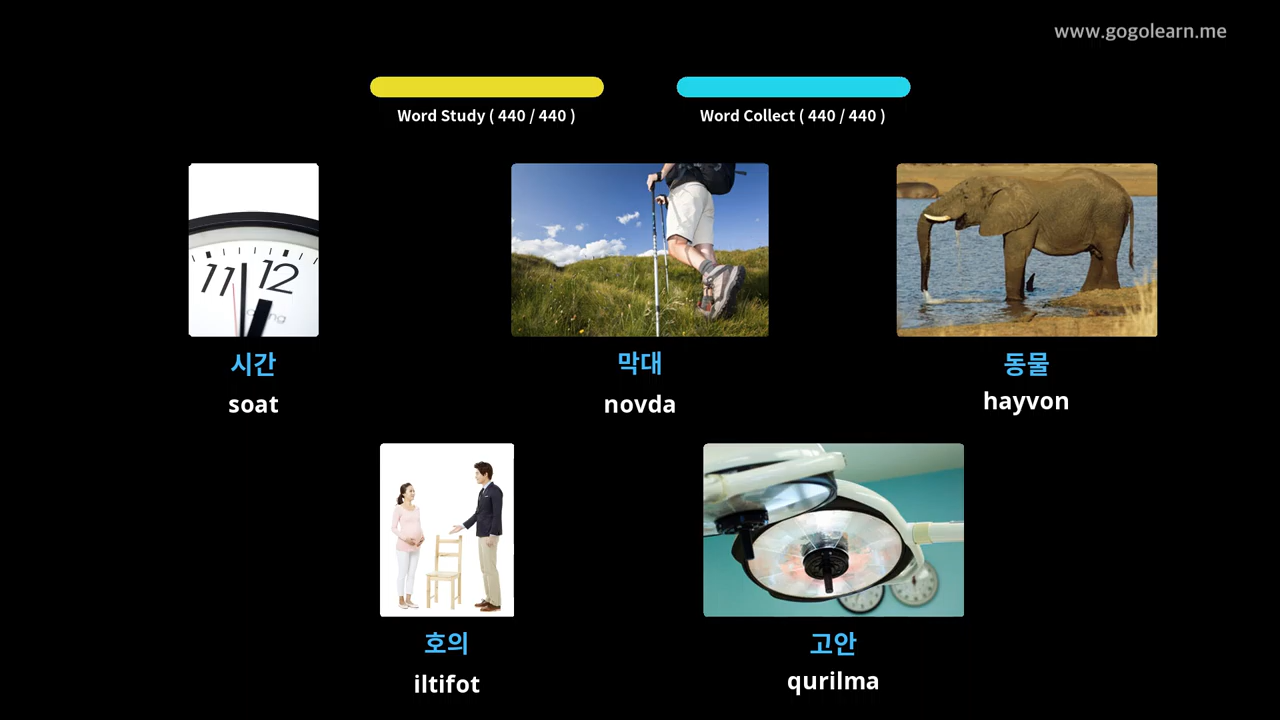 www.gogolearn.me
Word Study ( 440 / 440 )
Word Collect ( 440 / 440 )
11 12
시간
soat
막대
novda
동물
hayvon
호의
iltifot
고안
qurilma